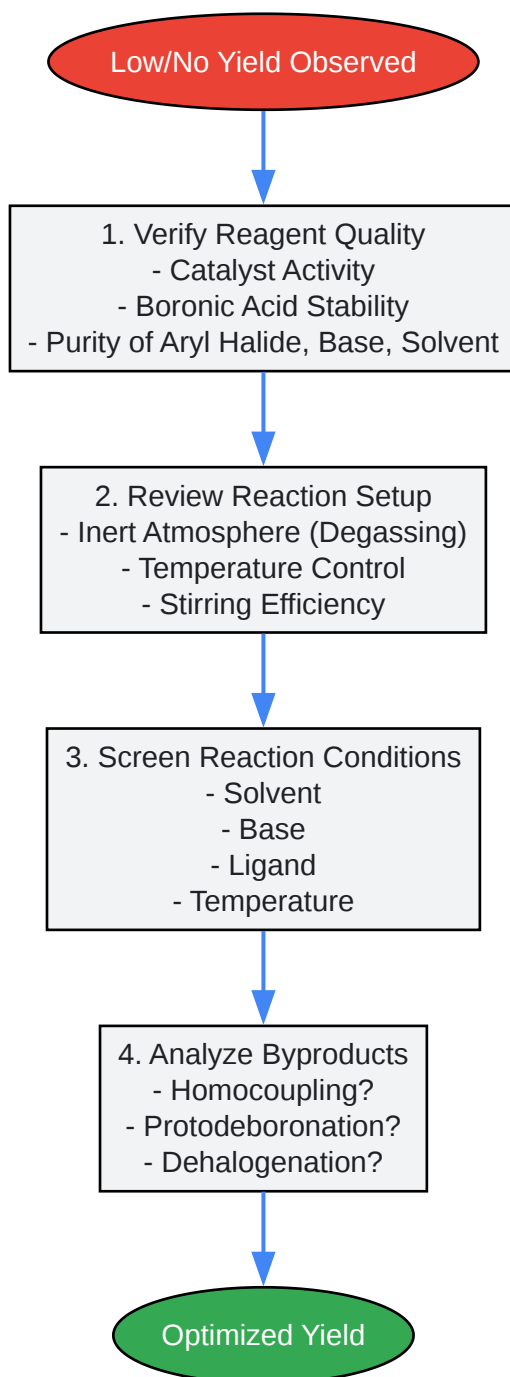 Low/No Yield Observed
1. Verify Reagent Quality
- Catalyst Activity
- Boronic Acid Stability
- Purity of Aryl Halide, Base, Solvent
2. Review Reaction Setup
- Inert Atmosphere (Degassing)
- Temperature Control
- Stirring Efficiency
3. Screen Reaction Conditions
- Solvent
- Base
- Ligand
- Temperature
4. Analyze Byproducts
- Homocoupling?
- Protodeboronation?
- Dehalogenation?
Optimized Yield